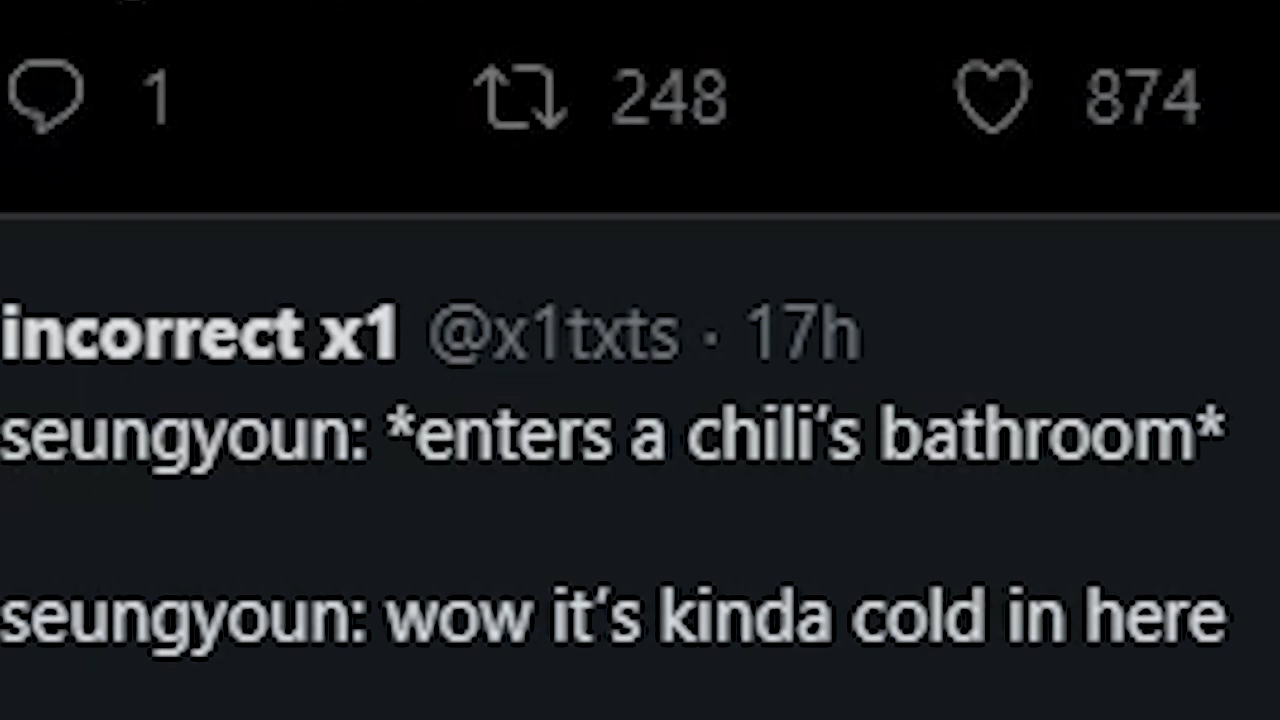 1 248 874
incorrect x1 @x1txts · 17h
seungyoun: *enters a chili's bathroom*
seungyoun: wow it's kinda cold in here